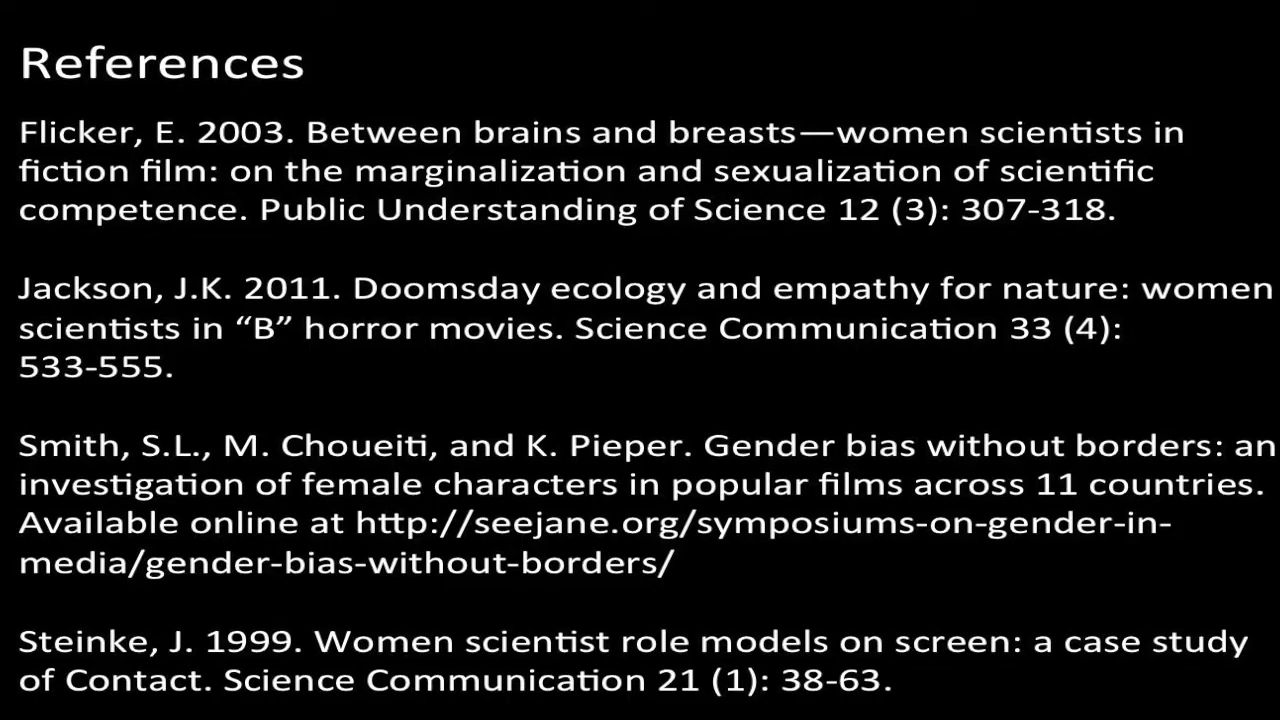 References
Flicker, E. 2003. Between brains and breasts—women scientists in
fiction film: on the marginalization and sexualization of scientific
competence. Public Understanding of Science 12 (3): 307-318.
Jackson, J.K. 2011. Doomsday ecology and empathy for nature: women
scientists in “B” horror movies. Science Communication 33 (4):
533-555.
Smith, S.L., M. Choueiti, and K. Pieper. Gender bias without borders: an
investigation of female characters in popular films across 11 countries.
Available online at http://seejane.org/symposiums-on-gender-in-
media/gender-bias-without-borders/
Steinke, J. 1999. Women scientist role models on screen: a case study
of Contact. Science Communication 21 (1): 38-63.